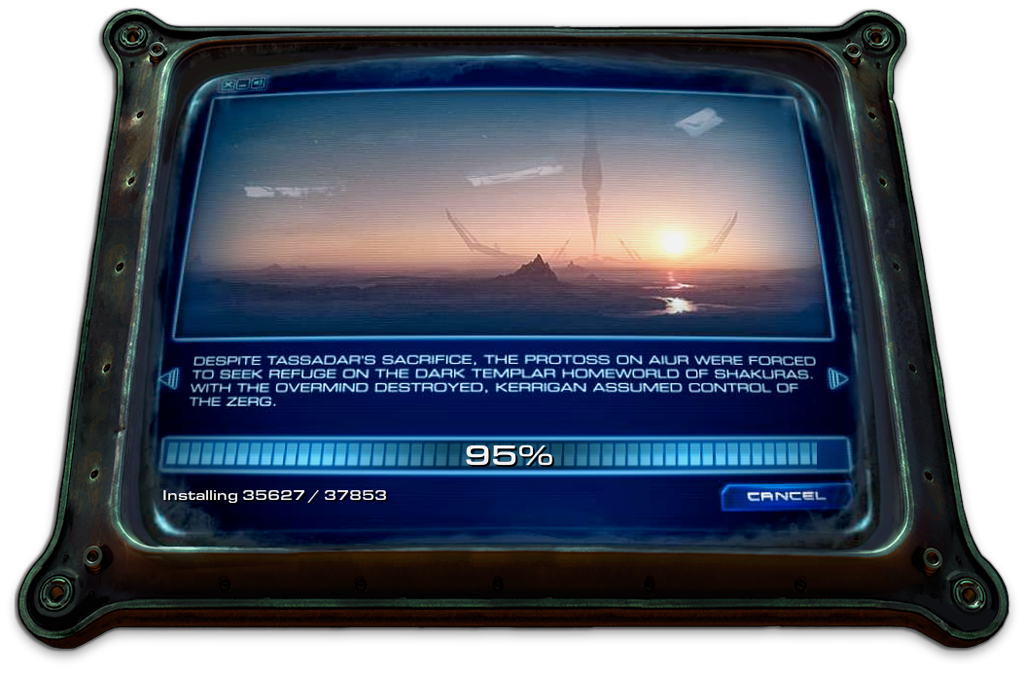 DESPITE TASSADAR'S SACRIFICE, THE PROTOSS ON AIUR WERE FORCED
TO SEEK REFUGE ON THE DARK TEMPLAR HOMEWORLD OF SHAKURAS.
WITH THE OVERMIND DESTROYED, KERRIGAN ASSUMED CONTROL OF
THE ZERG.
95%
Installing 35627 / 37853
CANCEL